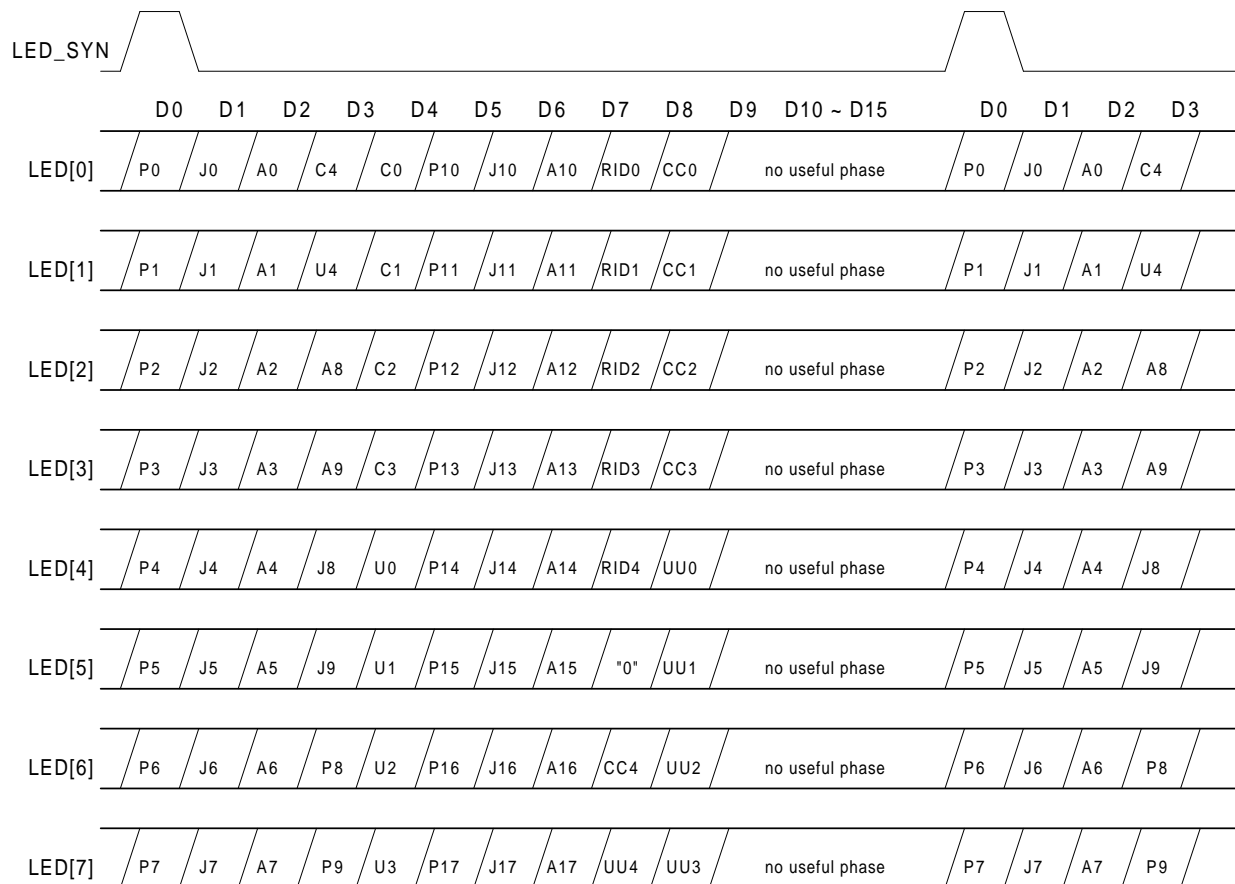 LED_SYN
D0 D1 D2 D3 D4 D5 D6 D7 D8 D9 D10 ~ D15 D0 D1 D2 D3
LED[0] P0 J0 A0 C4 C0 P10 J10 A10 RID0 CC0 no useful phase P0 J0 A0 C4
LED[1] P1 J1 A1 U4 C1 P11 J11 A11 RID1 CC1 no useful phase P1 J1 A1 U4
LED[2] P2 J2 A2 A8 C2 P12 J12 A12 RID2 CC2 no useful phase P2 J2 A2 A8
LED[3] P3 J3 A3 A9 C3 P13 J13 A13 RID3 CC3 no useful phase P3 J3 A3 A9
LED[4] P4 J4 A4 J8 U0 P14 J14 A14 RID4 UU0 no useful phase P4 J4 A4 J8
LED[5] P5 J5 A5 J9 U1 P15 J15 A15 "0" UU1 no useful phase P5 J5 A5 J9
LED[6] P6 J6 A6 P8 U2 P16 J16 A16 CC4 UU2 no useful phase P6 J6 A6 P8
LED[7] P7 J7 A7 P9 U3 P17 J17 A17 UU4 UU3 no useful phase P7 J7 A7 P9